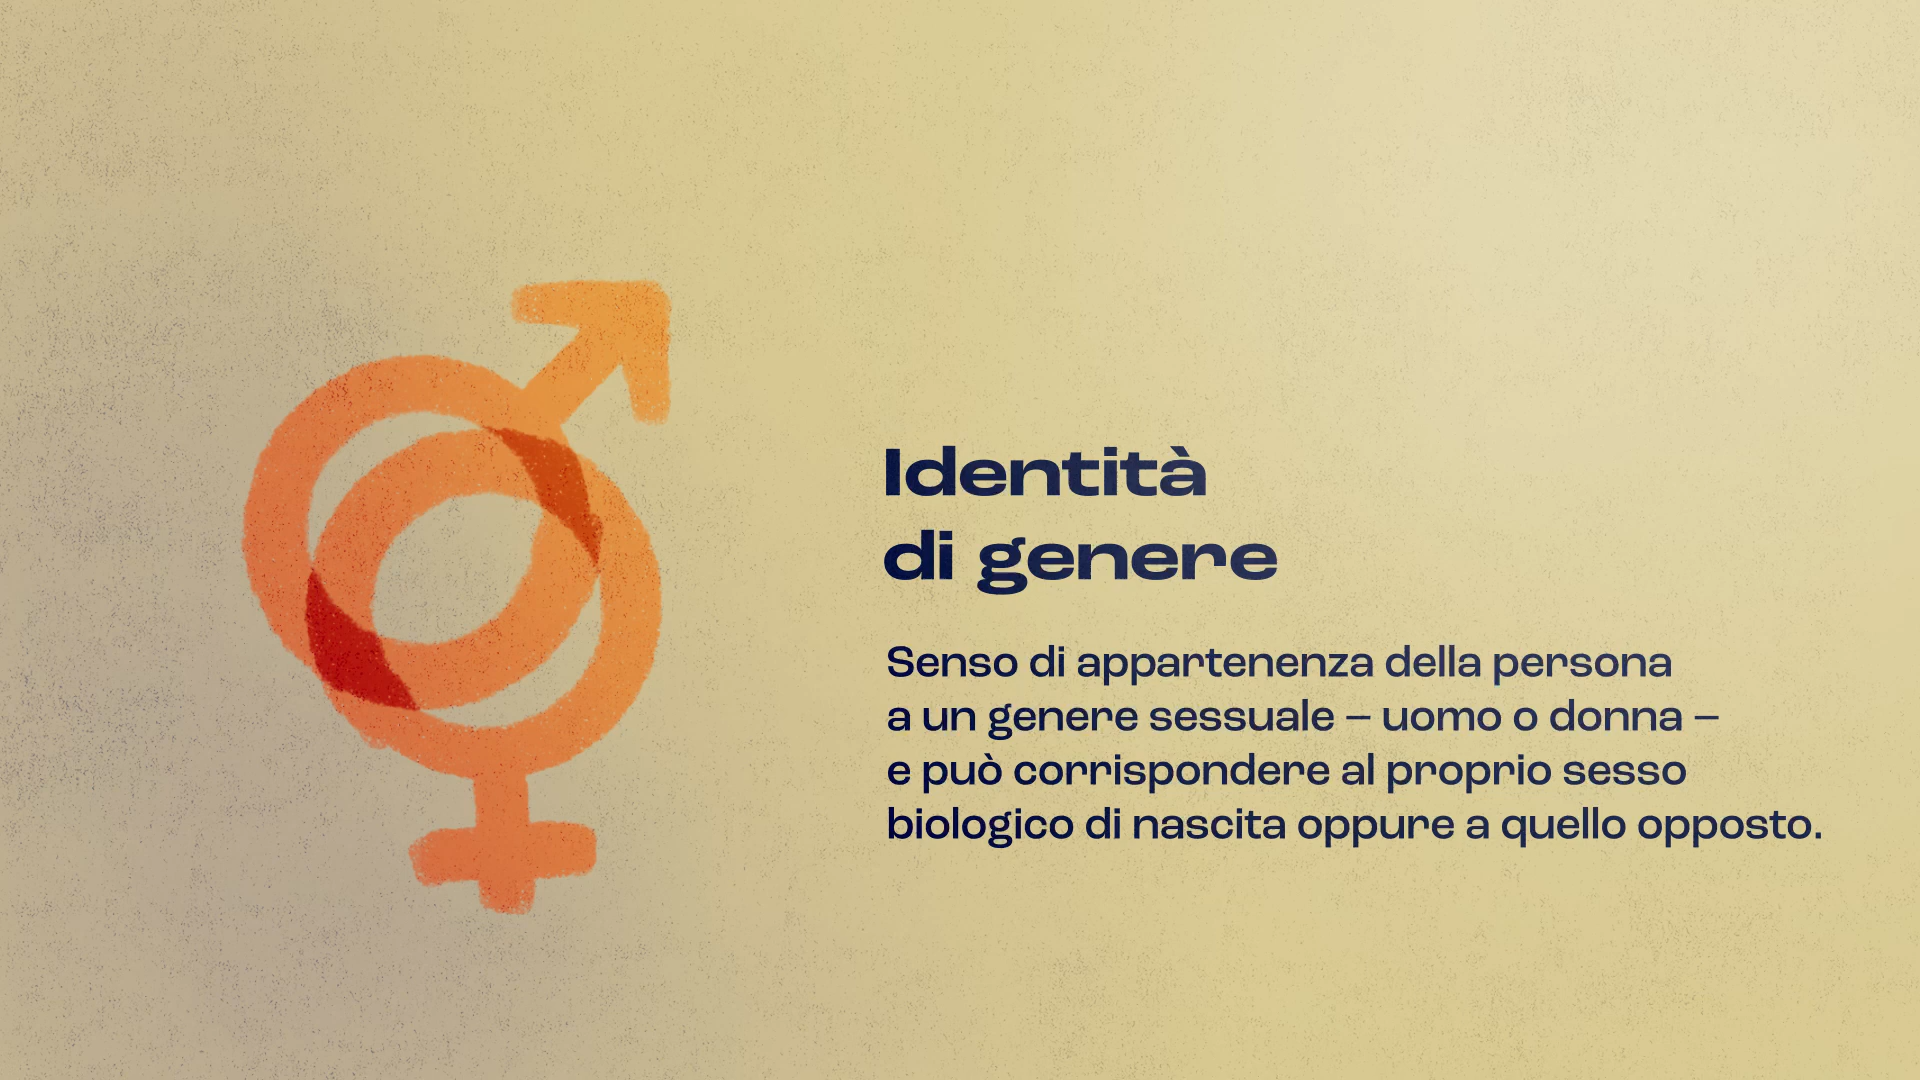 Identità
di genere
Senso di appartenenza della persona
a un genere sessuale – uomo o donna –
e può corrispondere al proprio sesso
biologico di nascita oppure a quello opposto.